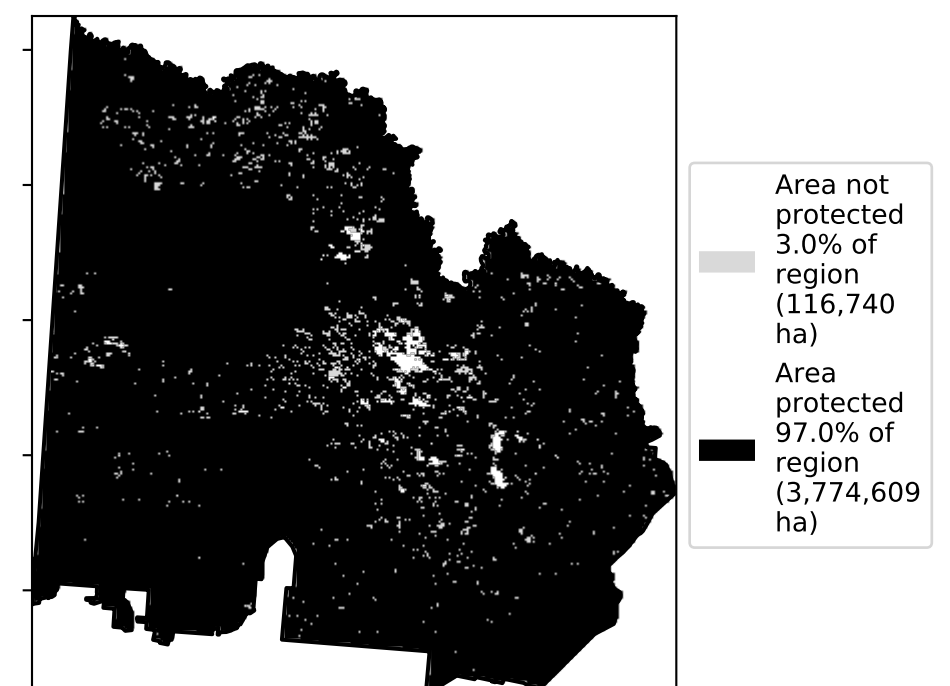 Area not
protected
3.0% of
region
(116,740
ha)
Area
protected
97.0% of
region
(3,774,609
ha)